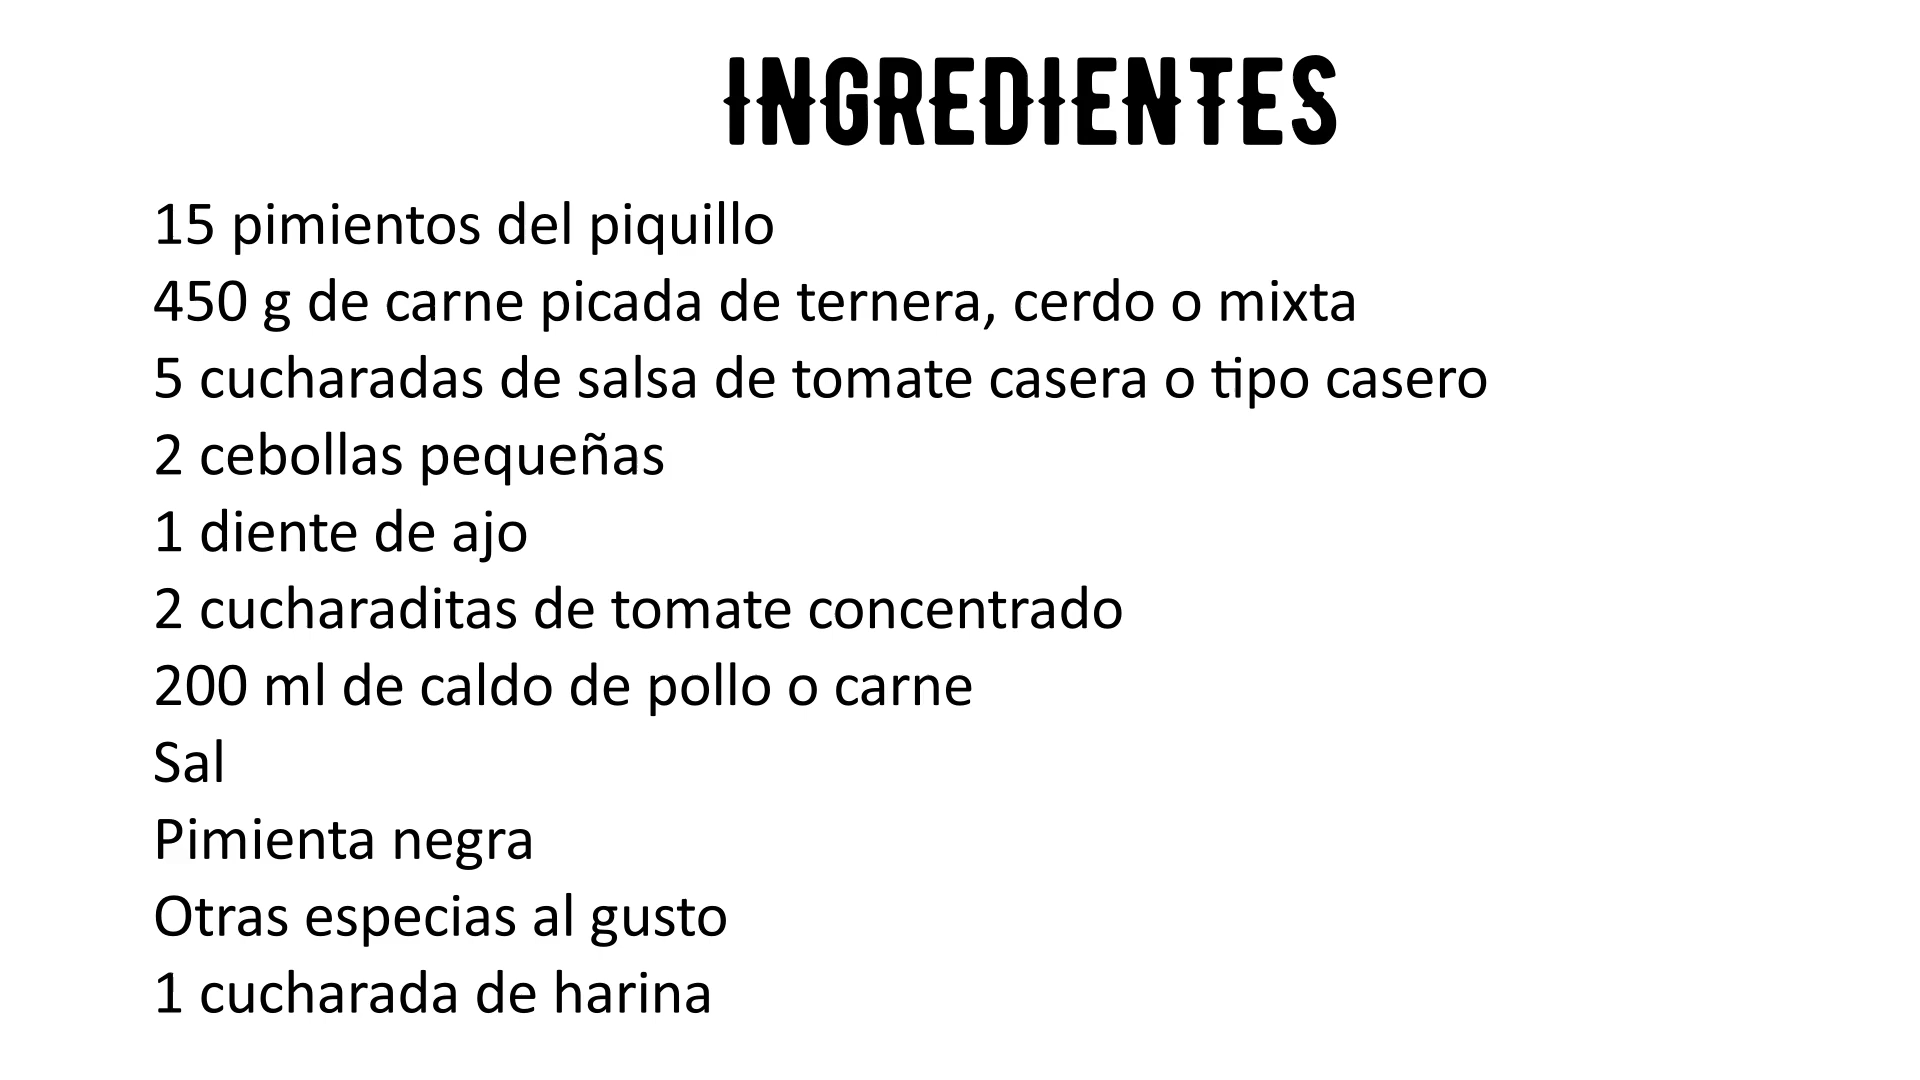 INGREDIENTES
15 pimientos del piquillo
450 g de carne picada de ternera, cerdo o mixta
5 cucharadas de salsa de tomate casera o tipo casero
2 cebollas pequeñas
1 diente de ajo
2 cucharaditas de tomate concentrado
200 ml de caldo de pollo o carne
Sal
Pimienta negra
Otras especias al gusto
1 cucharada de harina